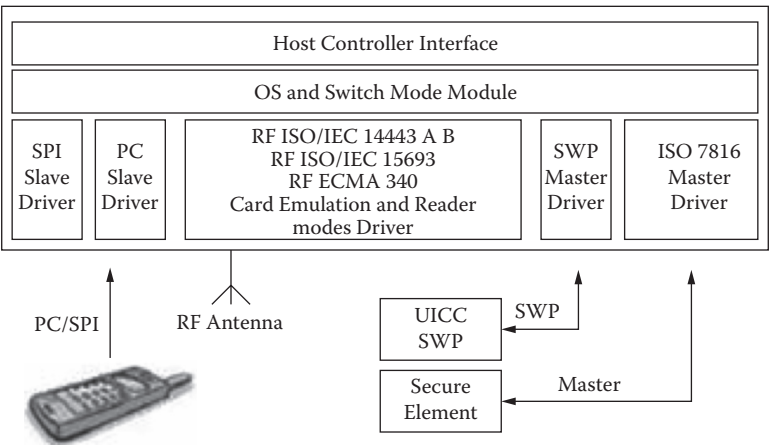 Host Controller Interface
OS and Switch Mode Module
SPI
Slave
Driver
PC
Slave
Driver
RF ISO/IEC 14443 A B
RF ISO/IEC 15693
RF ECMA 340
Card Emulation and Reader
modes Driver
SWP
Master
Driver
ISO 7816
Master
Driver
PC/SPI
RF Antenna
UICC
SWP
SWP
Secure
Element
Master